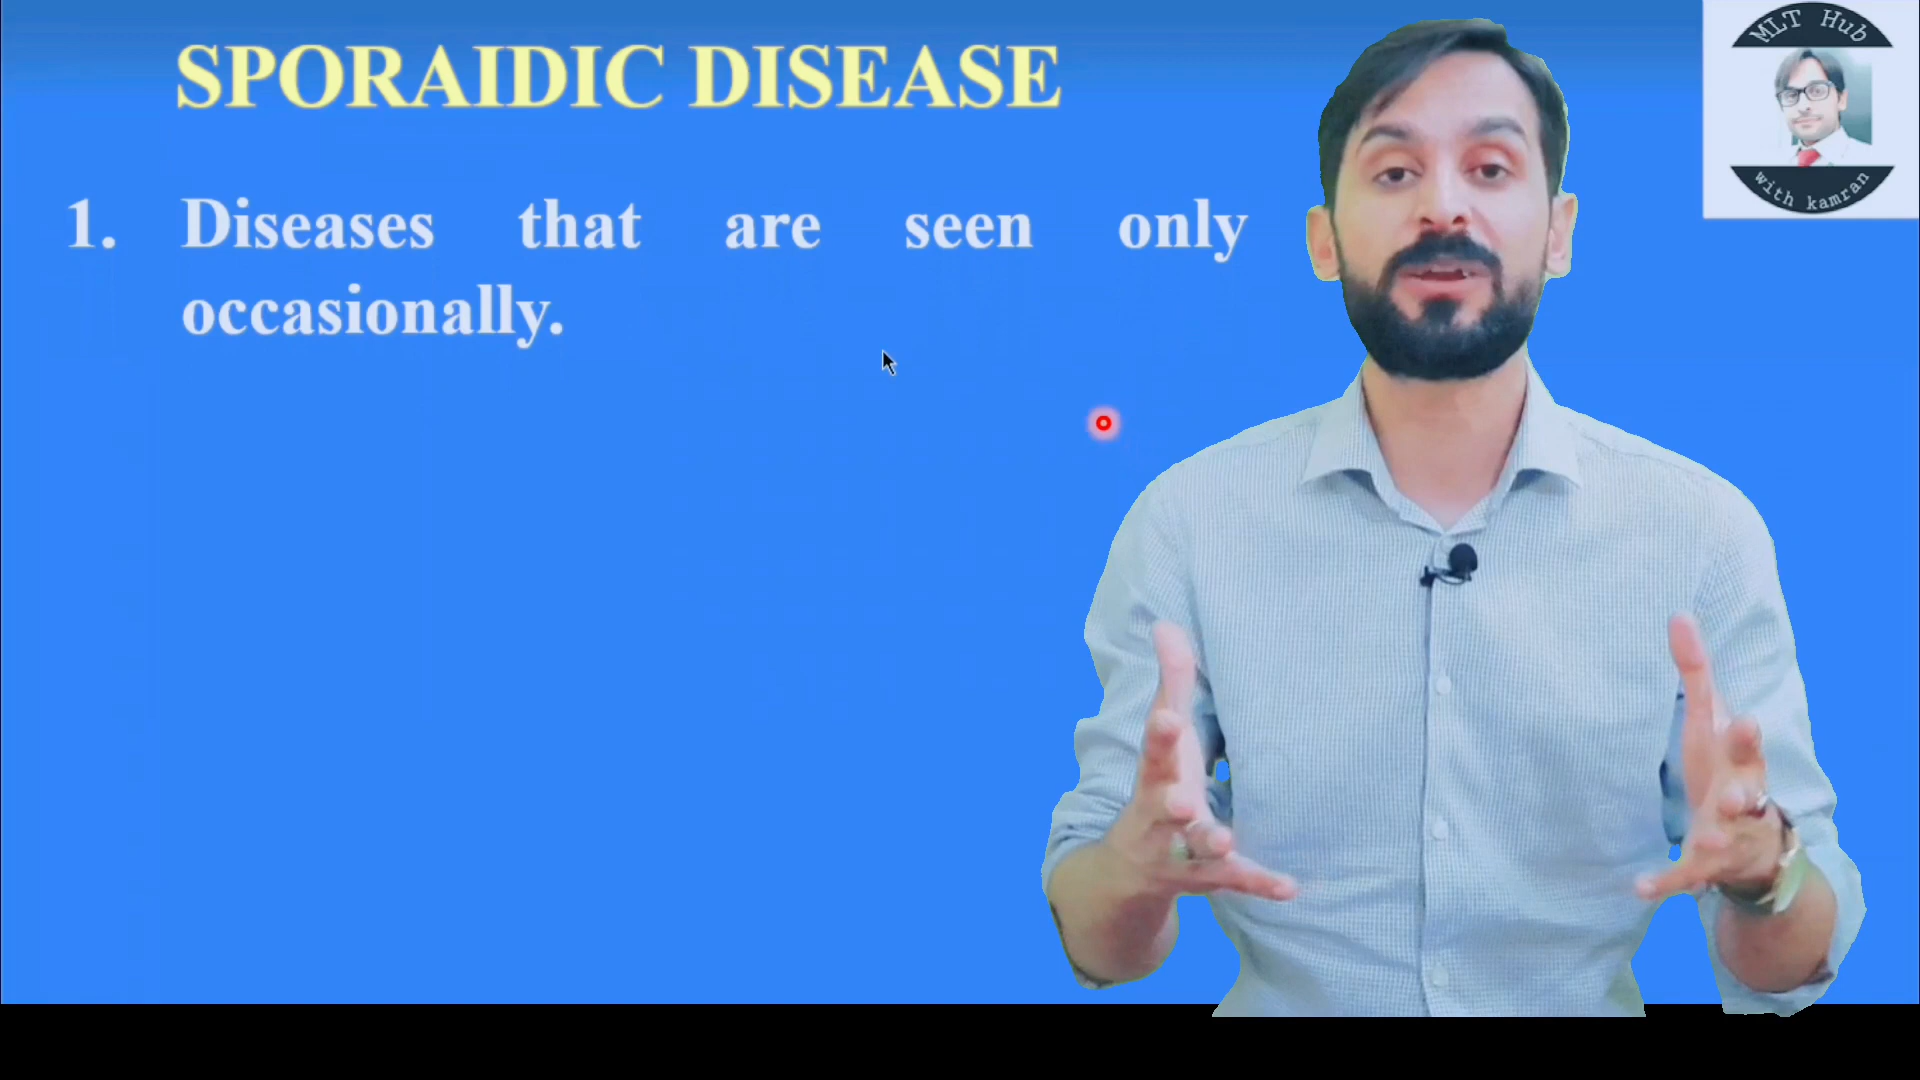 SPORAIDIC DISEASE
MLT Hub
with kamran
1. Diseases that are seen only
occasionally.